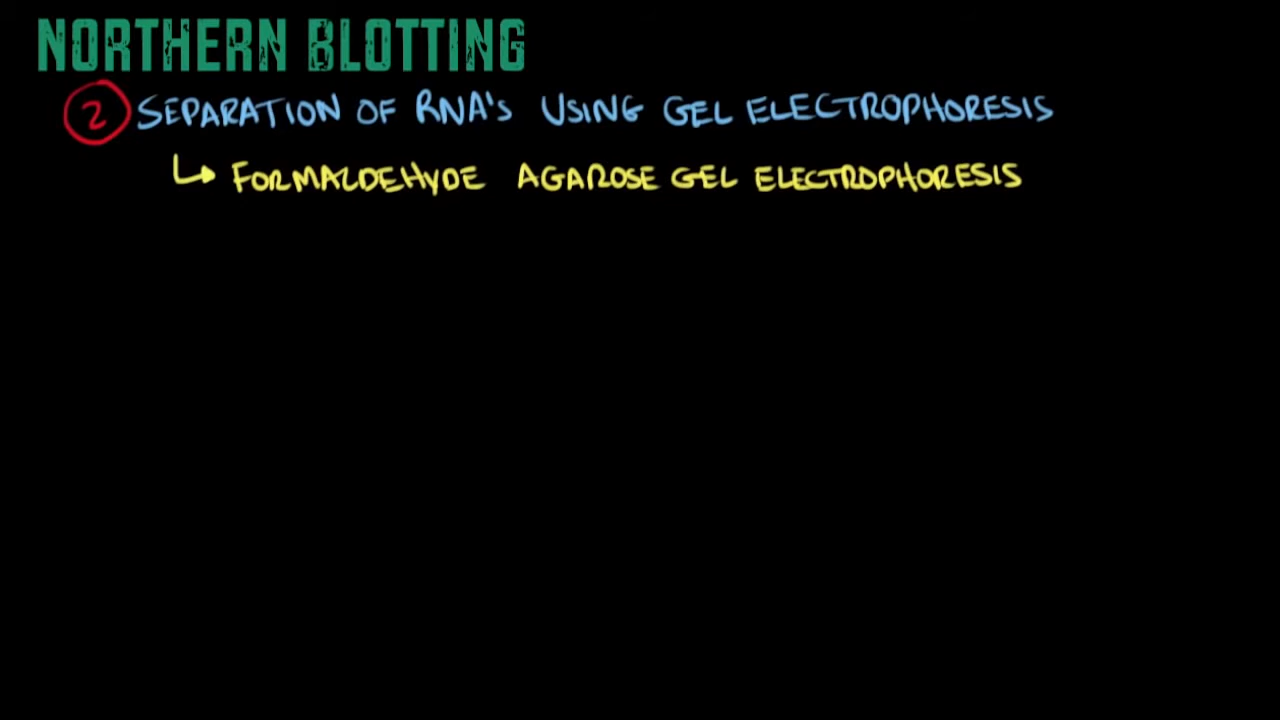 NORTHERN BLOTTING
2 SEPARATION OF RNA'S USING GEL ELECTROPHORESIS
↳ FORMALDEHYDE AGAROSE GEL ELECTROPHORESIS